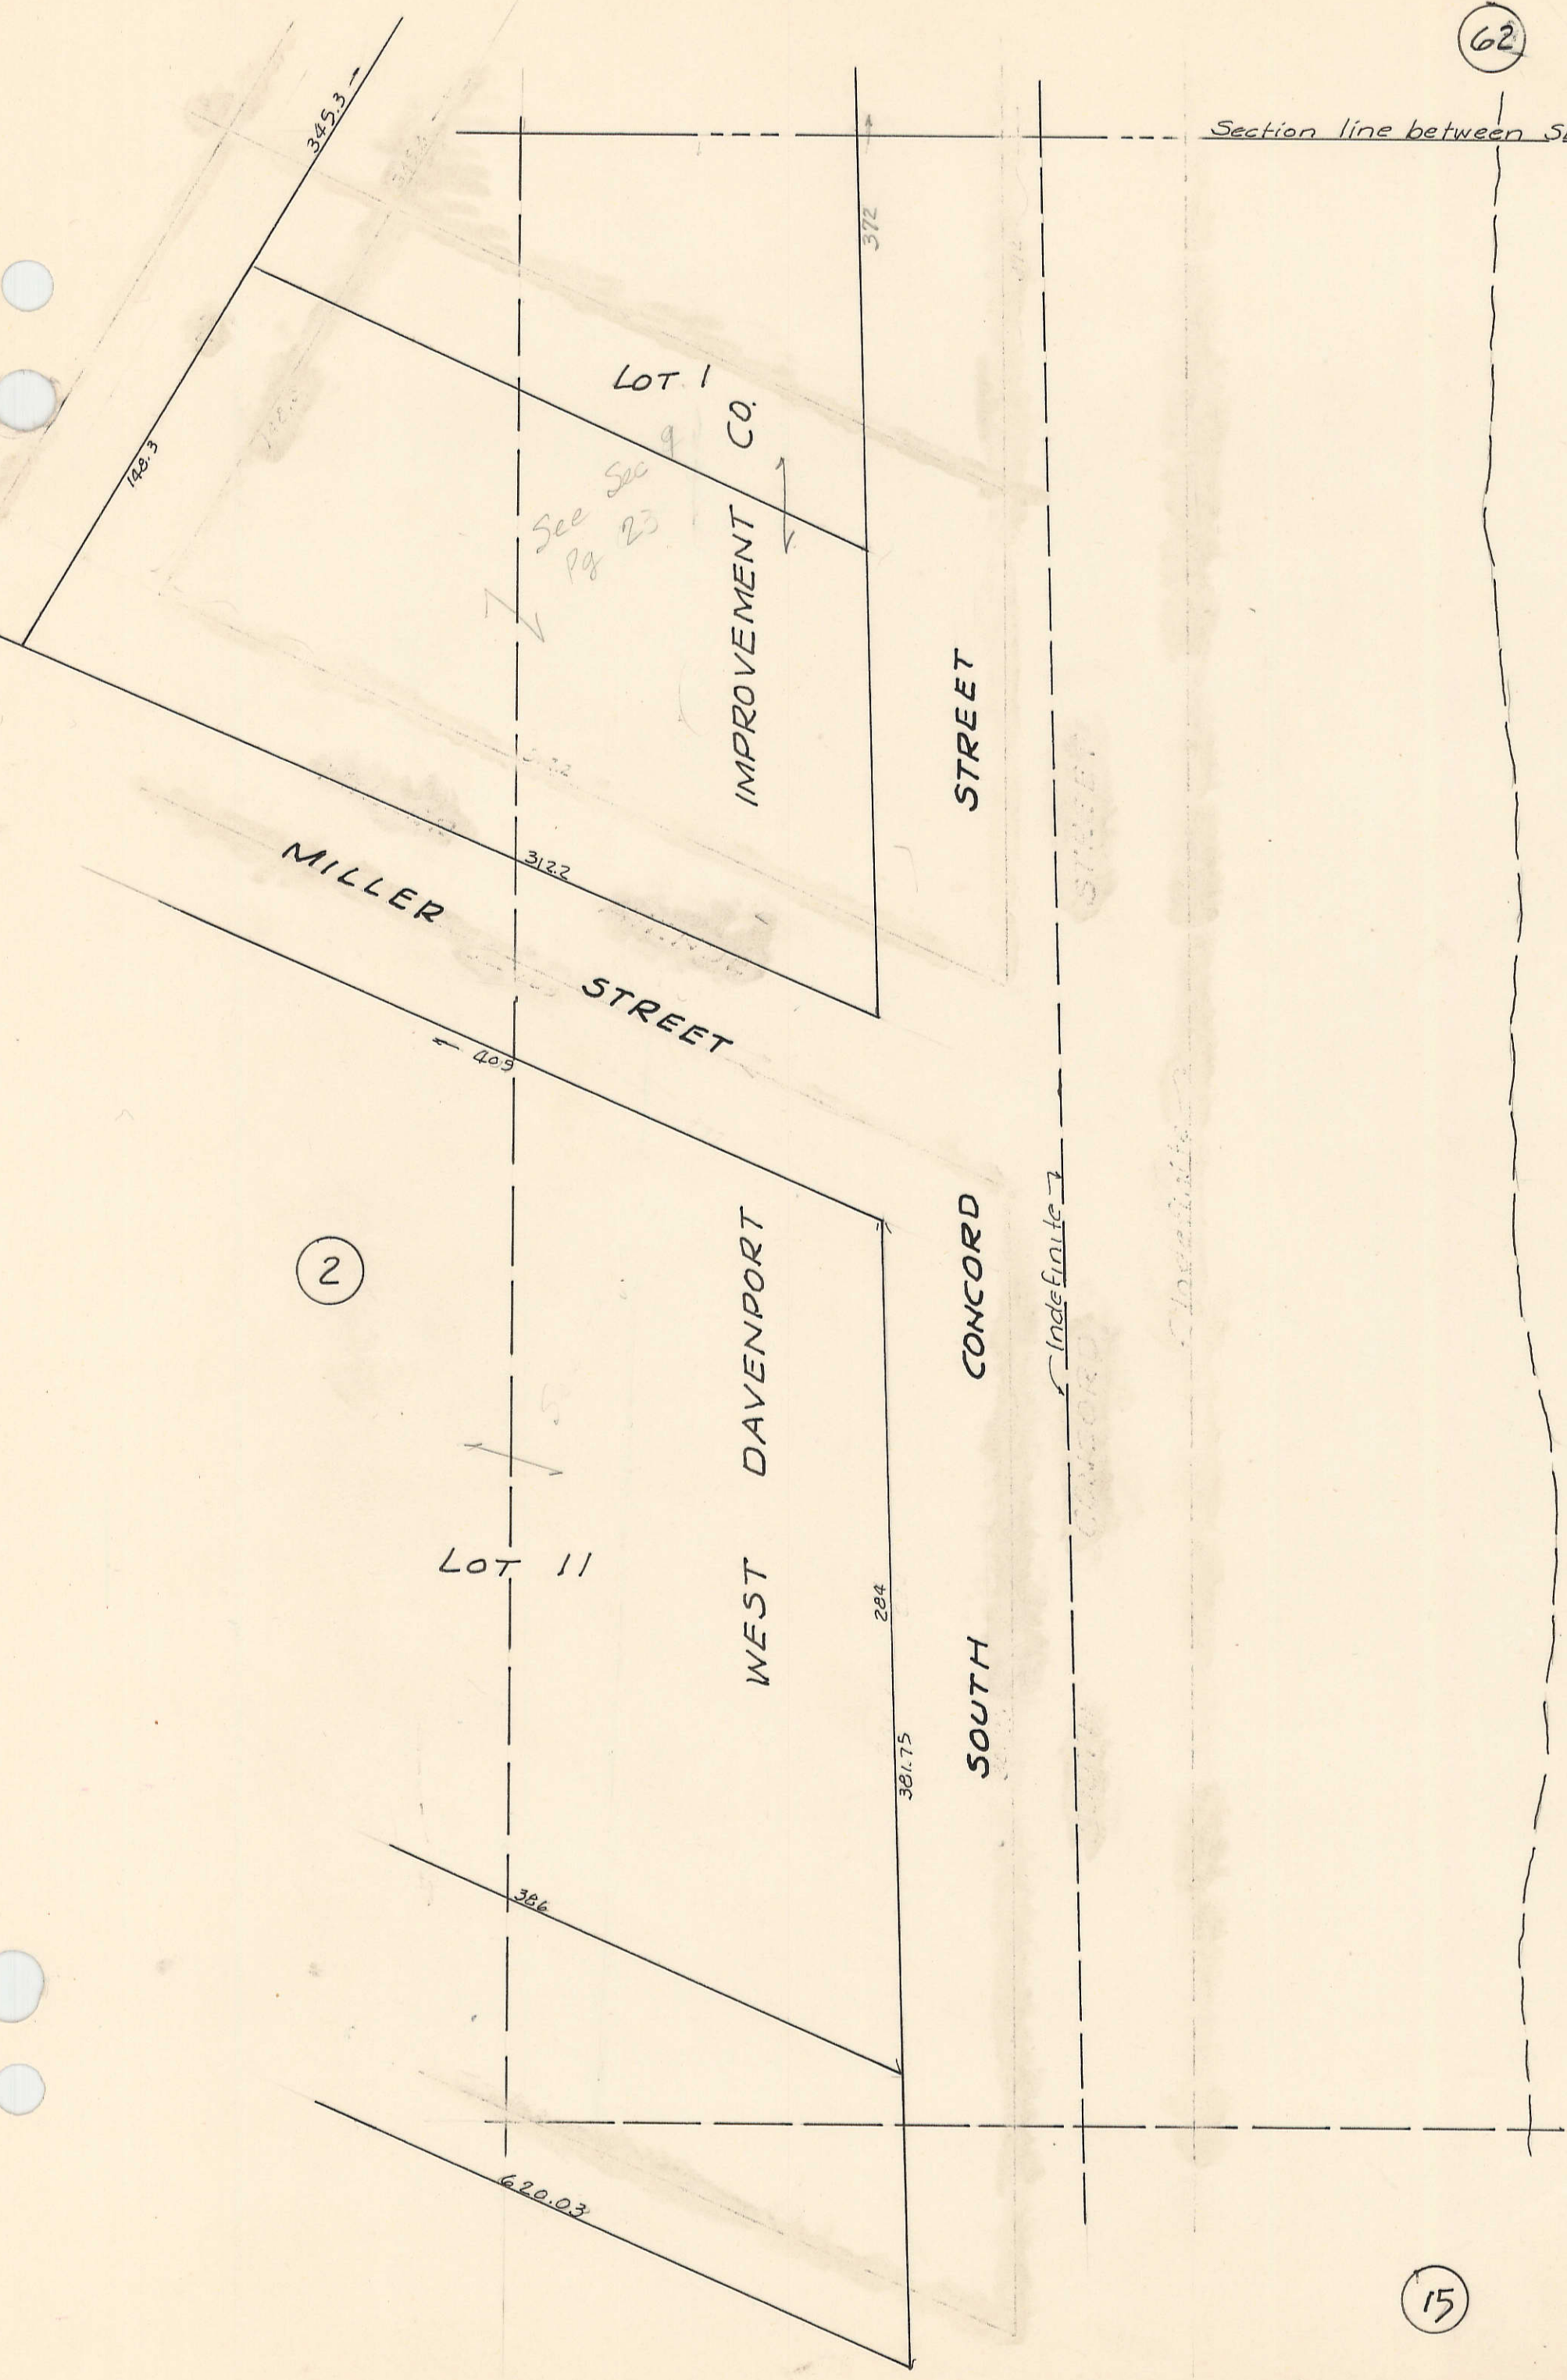 62
345.3
Section line between
372
LOT 1
CO.
148.3
See Sec 9
Pg 23
IMPROVEMENT
STREET
312.2
MILLER
STREET
409
2
DAVENPORT
CONCORD
Indefinite
LOT 11
WEST
284
SOUTH
381.75
386
620.03
15